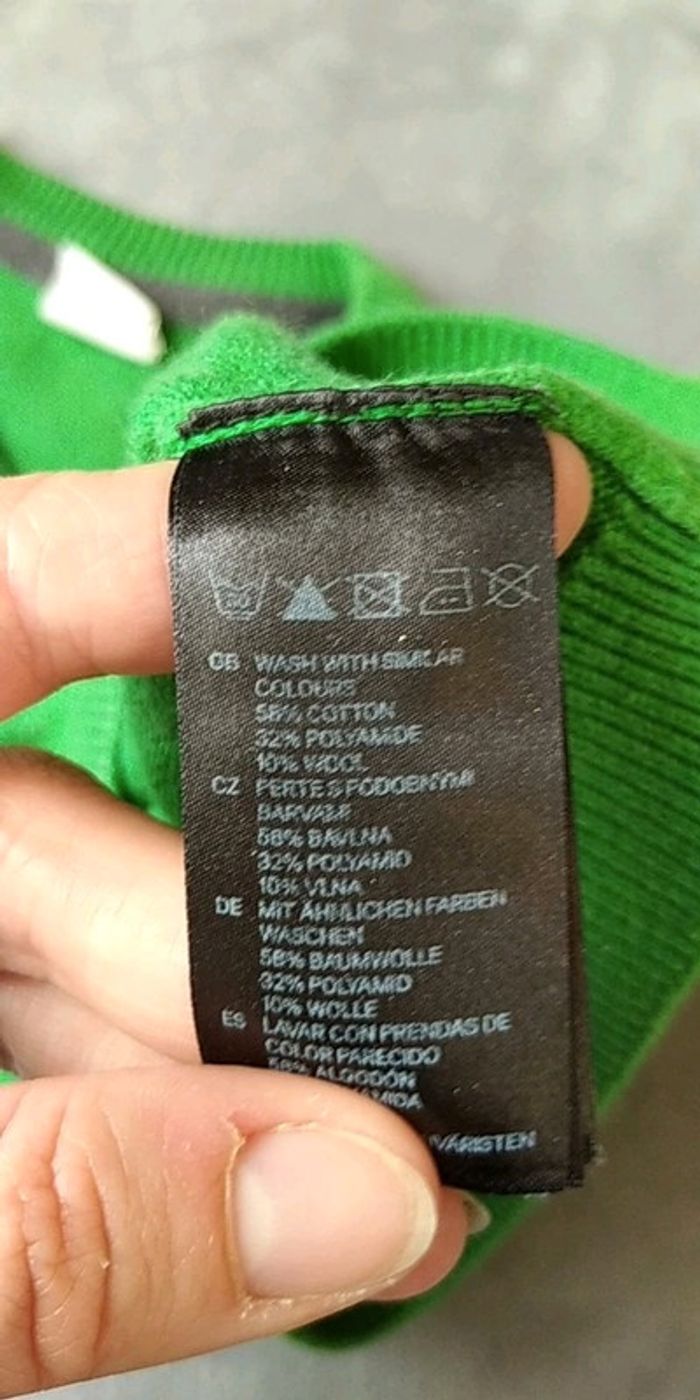 GB WASH WITH SIMILAR
COLOURS
58% COTTON
32% POLYAMIDE
10% WOOL
CZ PERTE S PODOBNÝMI
BARVAMI
58% BAVLNA
32% POLYAMID
10% VLNA
DE MIT ÄHNLICHEN FARBEN
WASCHEN
58% BAUMWOLLE
32% POLYAMID
10% WOLLE
ES LAVAR CON PRENDAS DE
COLOR PARECIDO
58% ALGODÓN